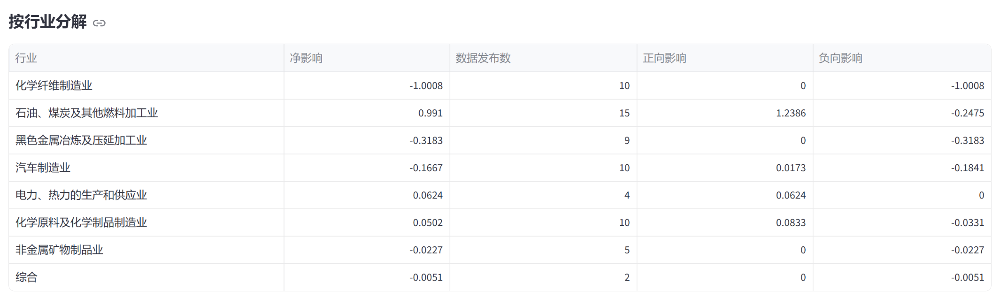 按行业分解
行业 净影响 数据发布数 正向影响 负向影响
化学纤维制造业 -1.0008 10 0 -1.0008
石油、煤炭及其他燃料加工业 0.991 15 1.2386 -0.2475
黑色金属冶炼及压延加工业 -0.3183 9 0 -0.3183
汽车制造业 -0.1667 10 0.0173 -0.1841
电力、热力的生产和供应业 0.0624 4 0.0624 0
化学原料及化学制品制造业 0.0502 10 0.0833 -0.0331
非金属矿物制品业 -0.0227 5 0 -0.0227
综合 -0.0051 2 0 -0.0051